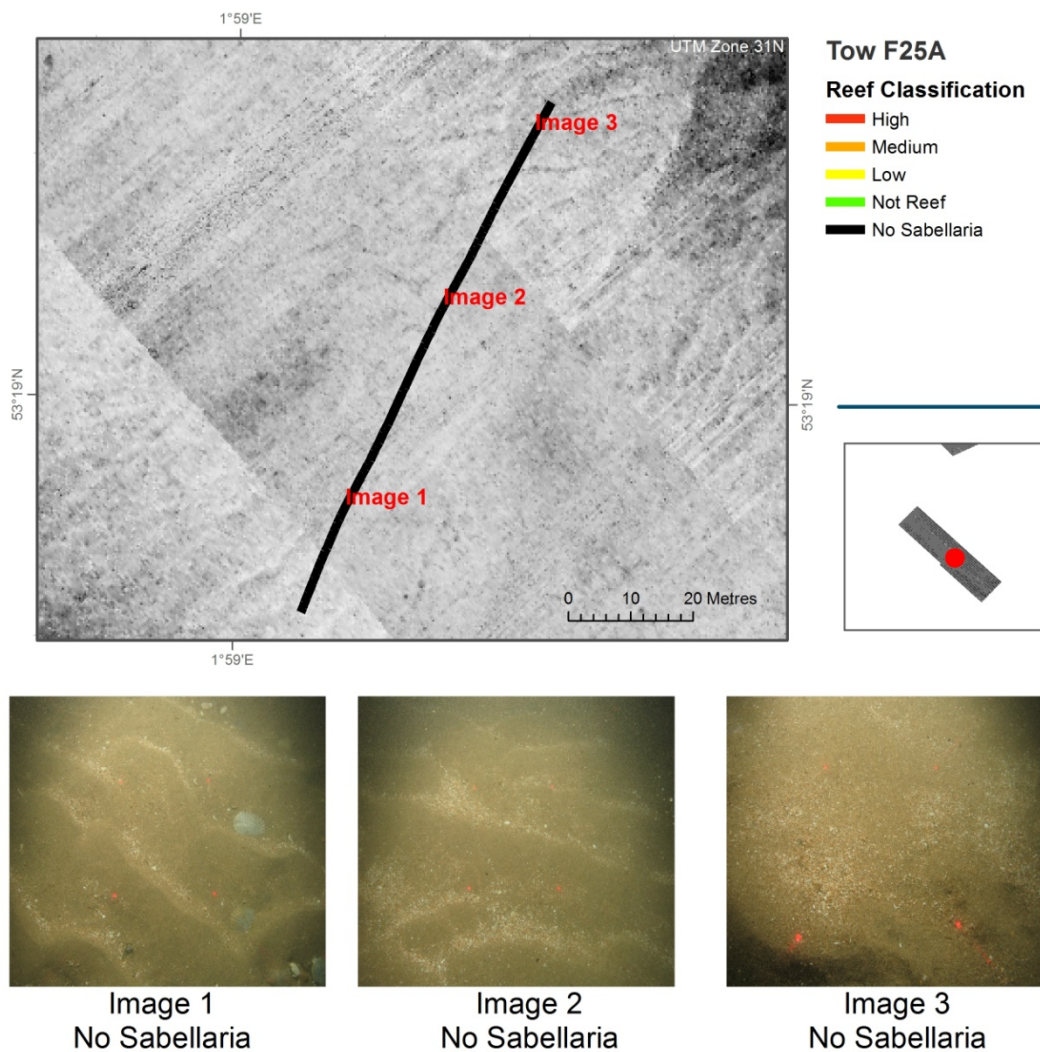 1°59'E
UTM Zone 31N
Image 3
Image 2
Image 1
53°19'N
53°19'N
0 10 20 Metres
1°59'E
Tow F25A
Reef Classification
High
Medium
Low
Not Reef
No Sabellaria
Image 1
No Sabellaria
Image 2
No Sabellaria
Image 3
No Sabellaria